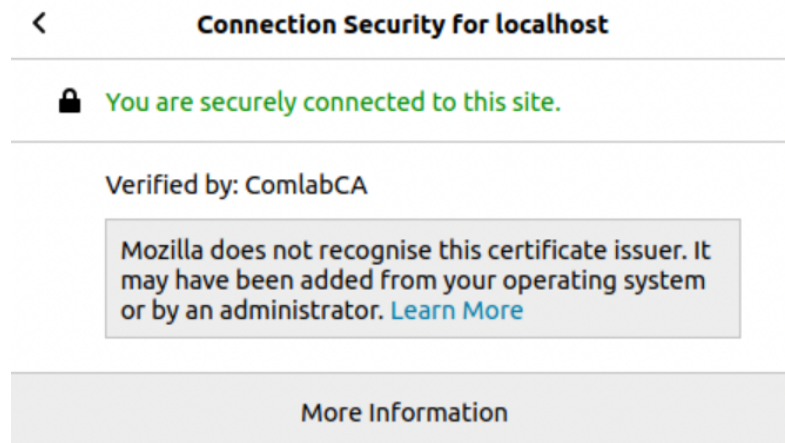 Connection Security for localhost
You are securely connected to this site.
Verified by: ComlabCA
Mozilla does not recognise this certificate issuer. It
may have been added from your operating system
or by an administrator. Learn More
More Information